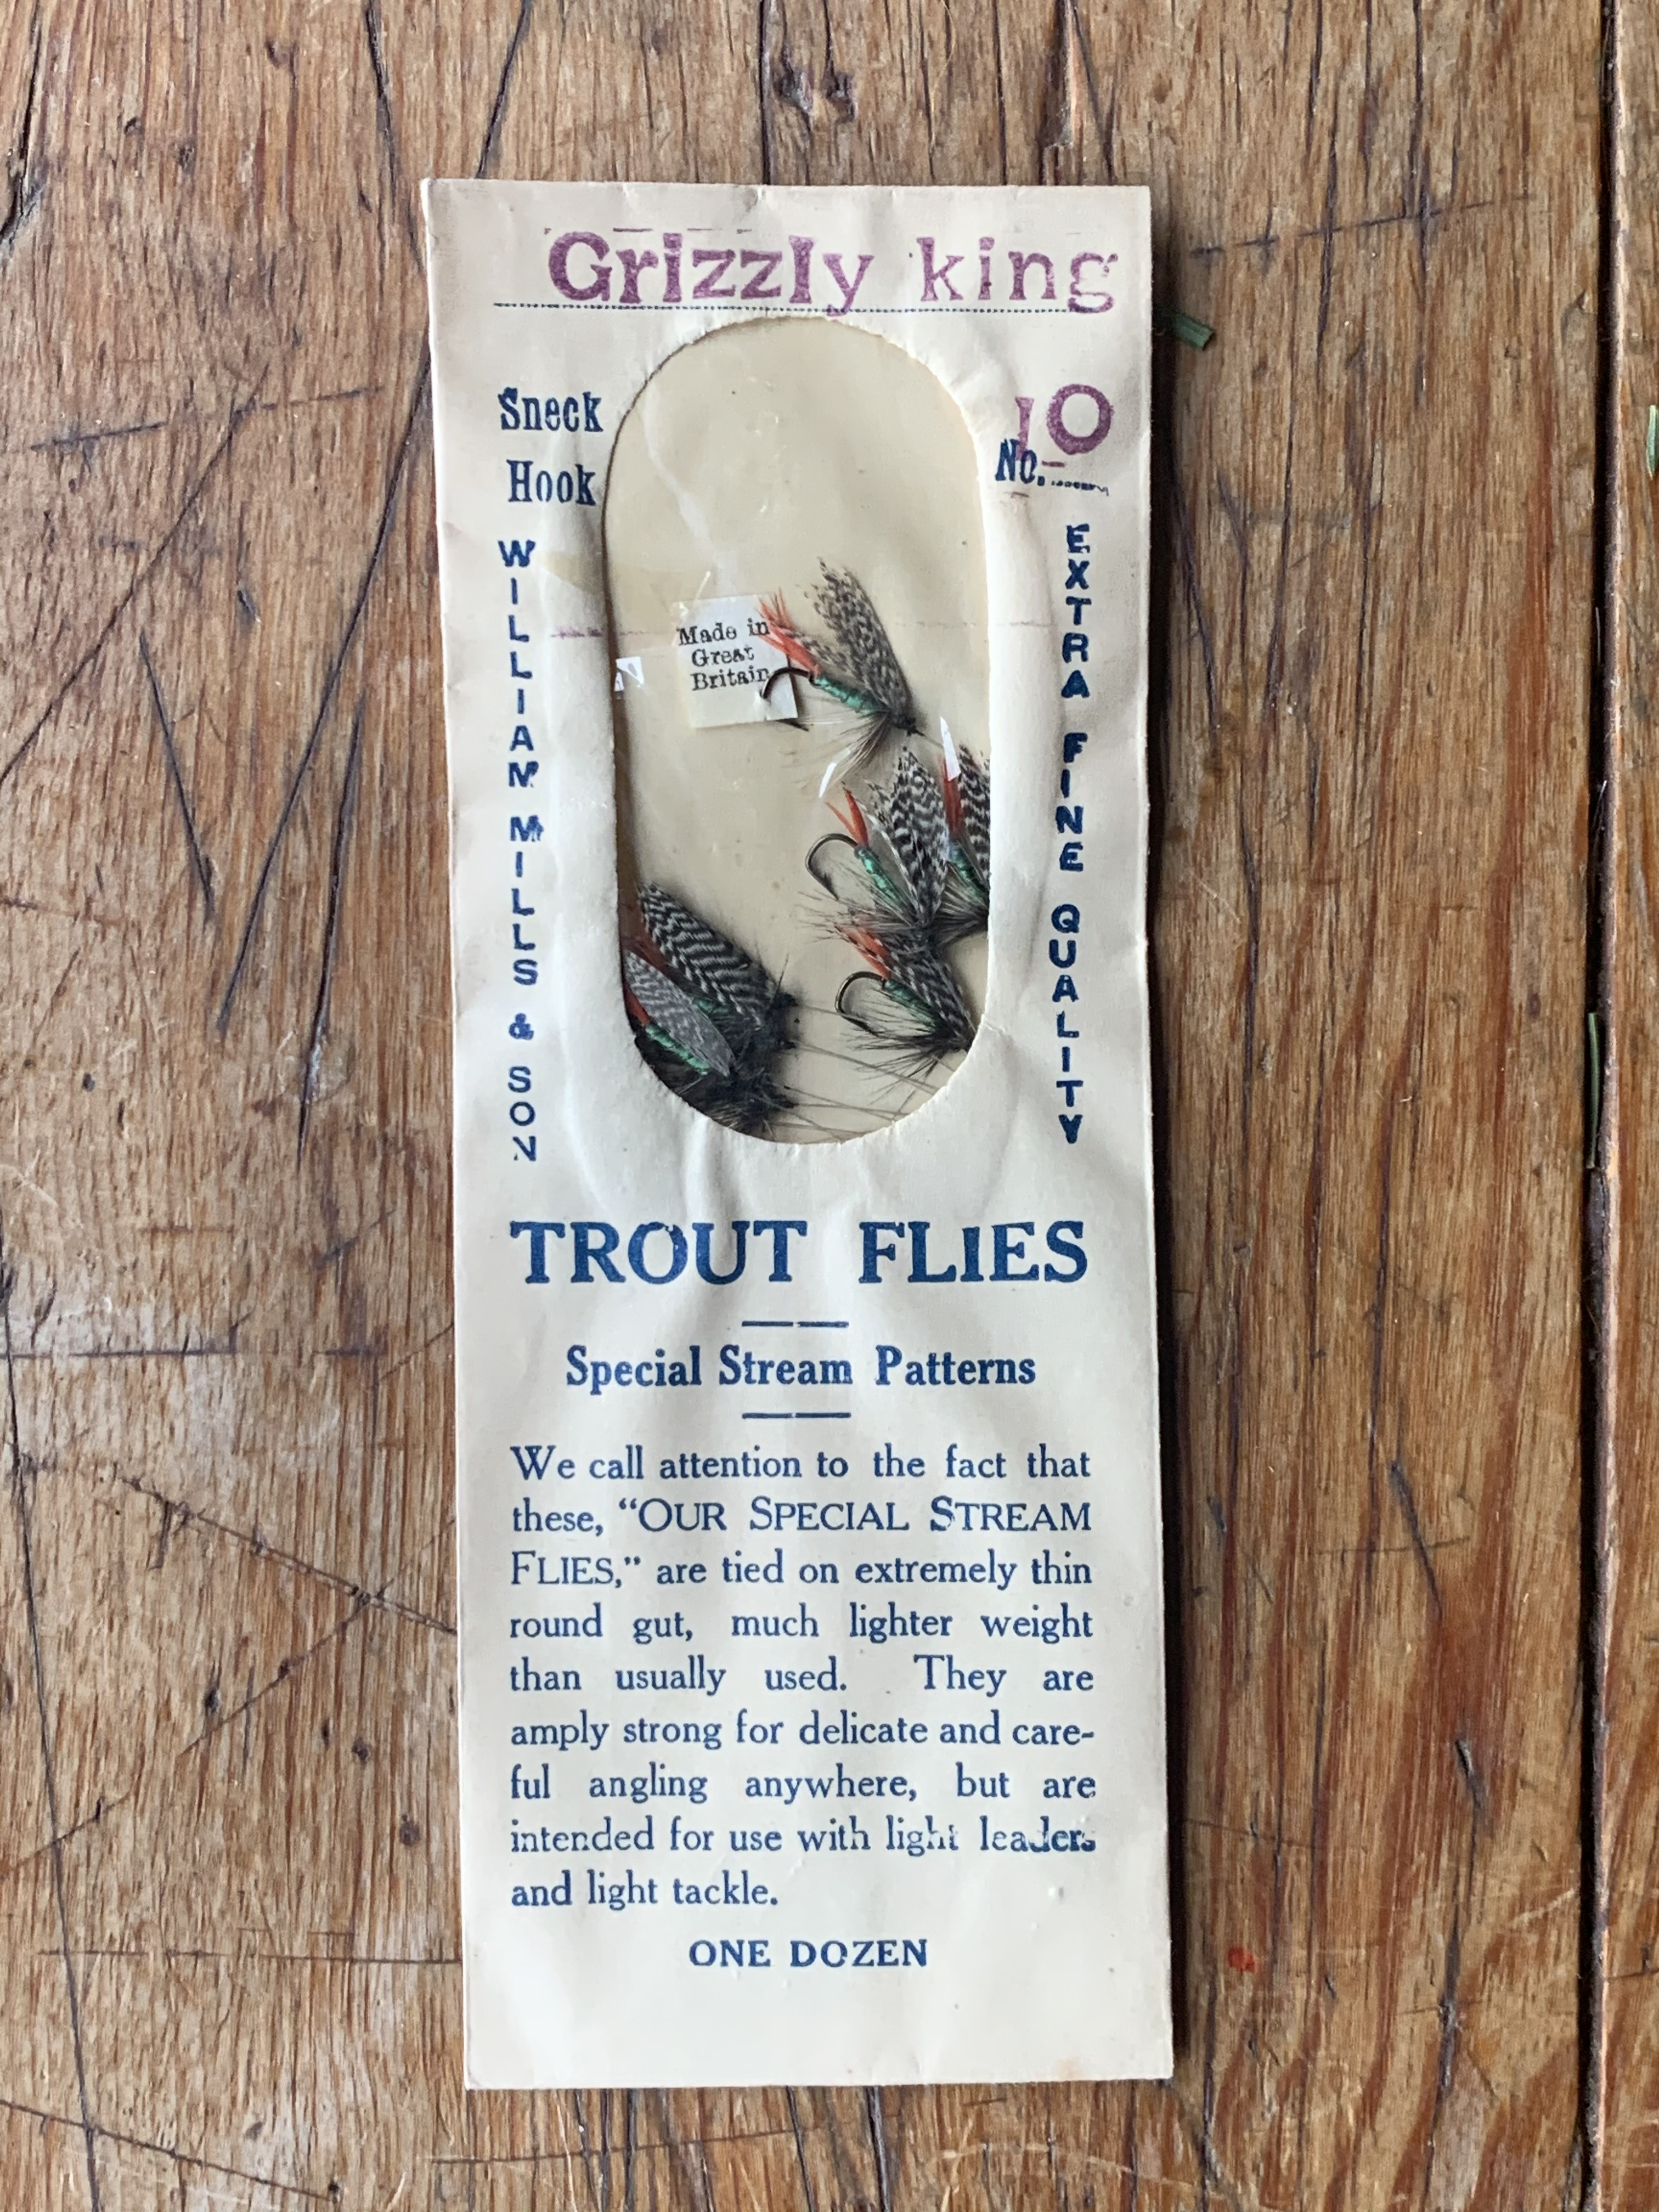 Grizzly king
Sneck
Hook
10
No.
WILLIAM MILLS & SON
EXTRA FINE QUALITY
Made in
Great
Britain
TROUT FLIES
Special Stream Patterns
We call attention to the fact that
these, “OUR SPECIAL STREAM
FLIES,” are tied on extremely thin
round gut, much lighter weight
than usually used. They are
amply strong for delicate and care-
ful angling anywhere, but are
intended for use with light leaders
and light tackle.
ONE DOZEN